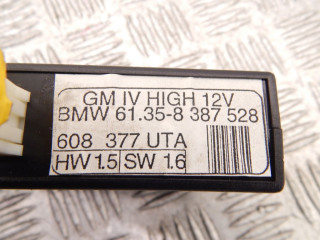 GM IV HIGH 12V
BMW 61.35-8 387 528
608 377 UTA
HW 1.5 SW 1.6